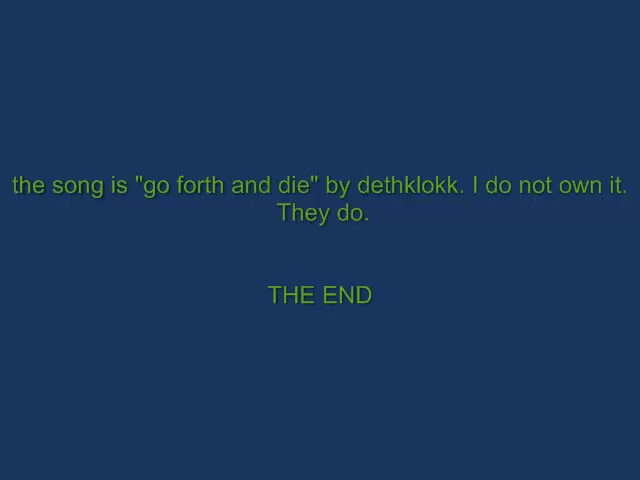 the song is "go forth and die" by dethklokk. I do not own it.
They do.
THE END